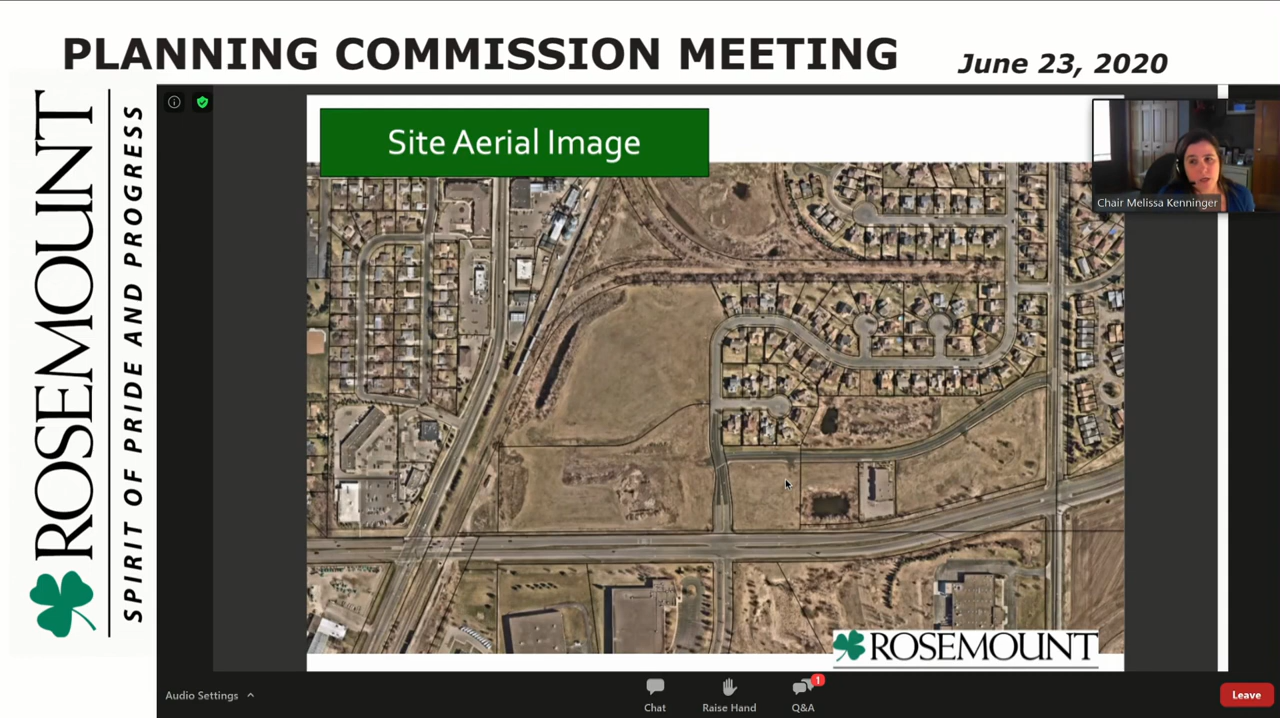 PLANNING COMMISSION MEETING
June 23, 2020
ROSEMOUNT
SPIRIT OF PRIDE AND PROGRESS
Site Aerial Image
Chair Melissa Kenninger
ROSEMOUNT
Audio Settings
Chat
Raise Hand
1
Q&A
Leave